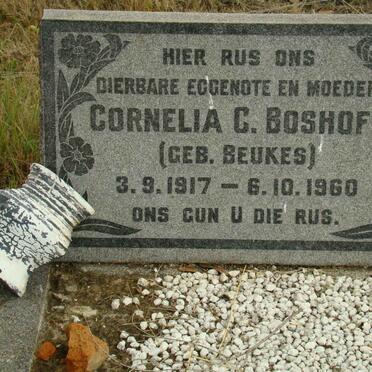 HIER RUS ONS
DIERBARE EGGENOTE EN MOEDER
CORNELIA C. BOSHOF
(GEB. BEUKES)
3.9.1917 – 6.10.1960
ONS GUN U DIE RUS.